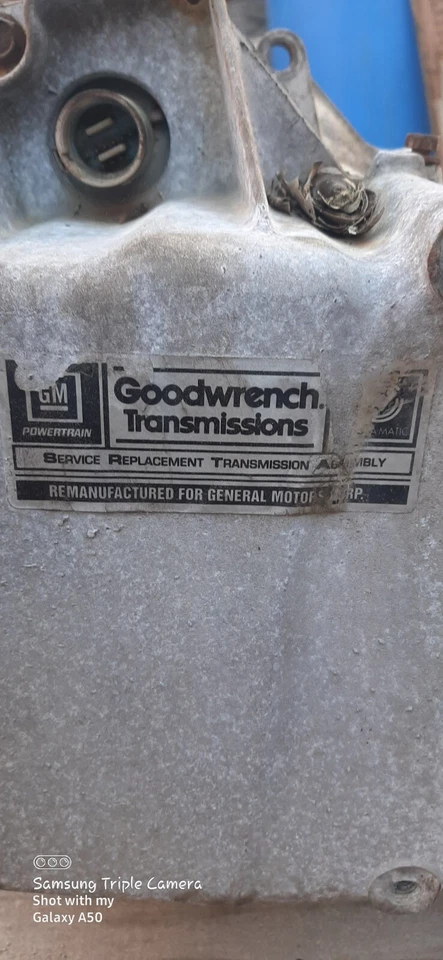 GM
POWERTRAIN
Goodwrench®
Transmissions
SERVICE REPLACEMENT TRANSMISSION
REMANUFACTURED FOR GENERAL MOTORS
Samsung Triple Camera
Shot with my
Galaxy A50